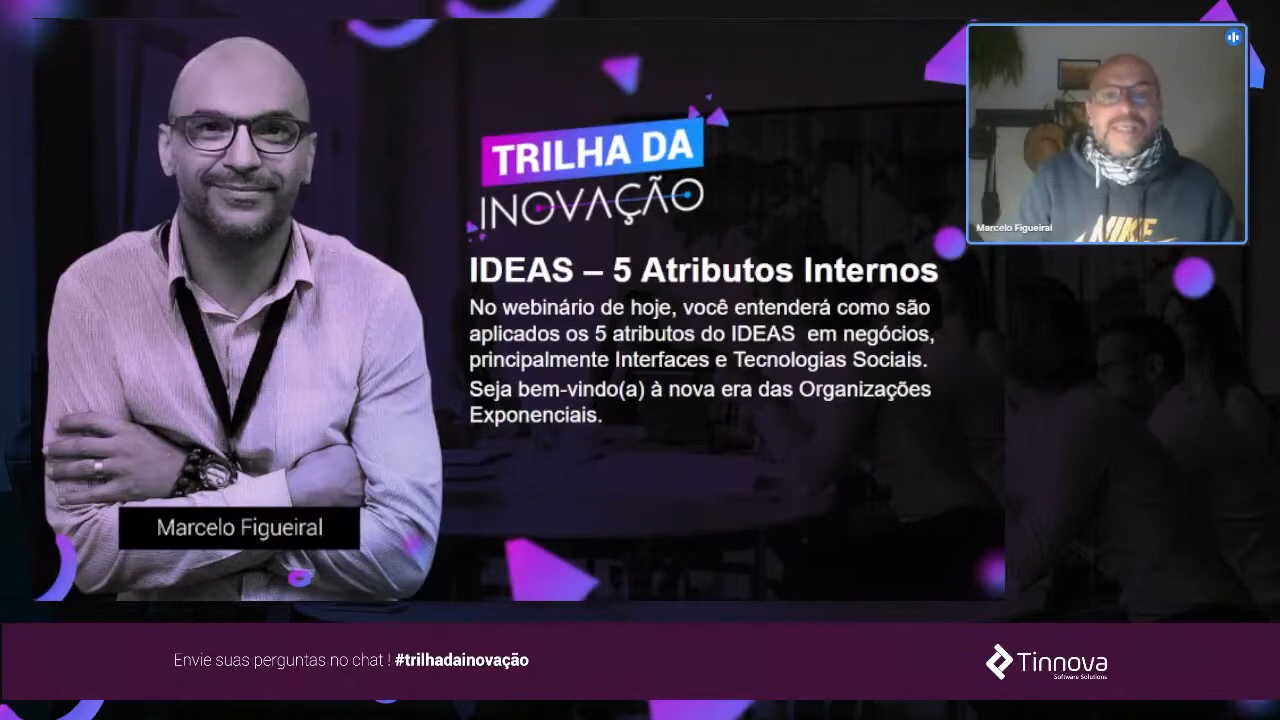 TRILHA DA
INOVAÇÃO
IDEAS – 5 Atributos Internos
No webinário de hoje, você entenderá como são
aplicados os 5 atributos do IDEAS em negócios,
principalmente Interfaces e Tecnologias Sociais.
Seja bem-vindo(a) à nova era das Organizações
Exponenciais.
Marcelo Figueiral
NIKE
Marcelo Figueiral
Envie suas perguntas no chat ! #trilhadainovação
Tinnova
Software Solutions